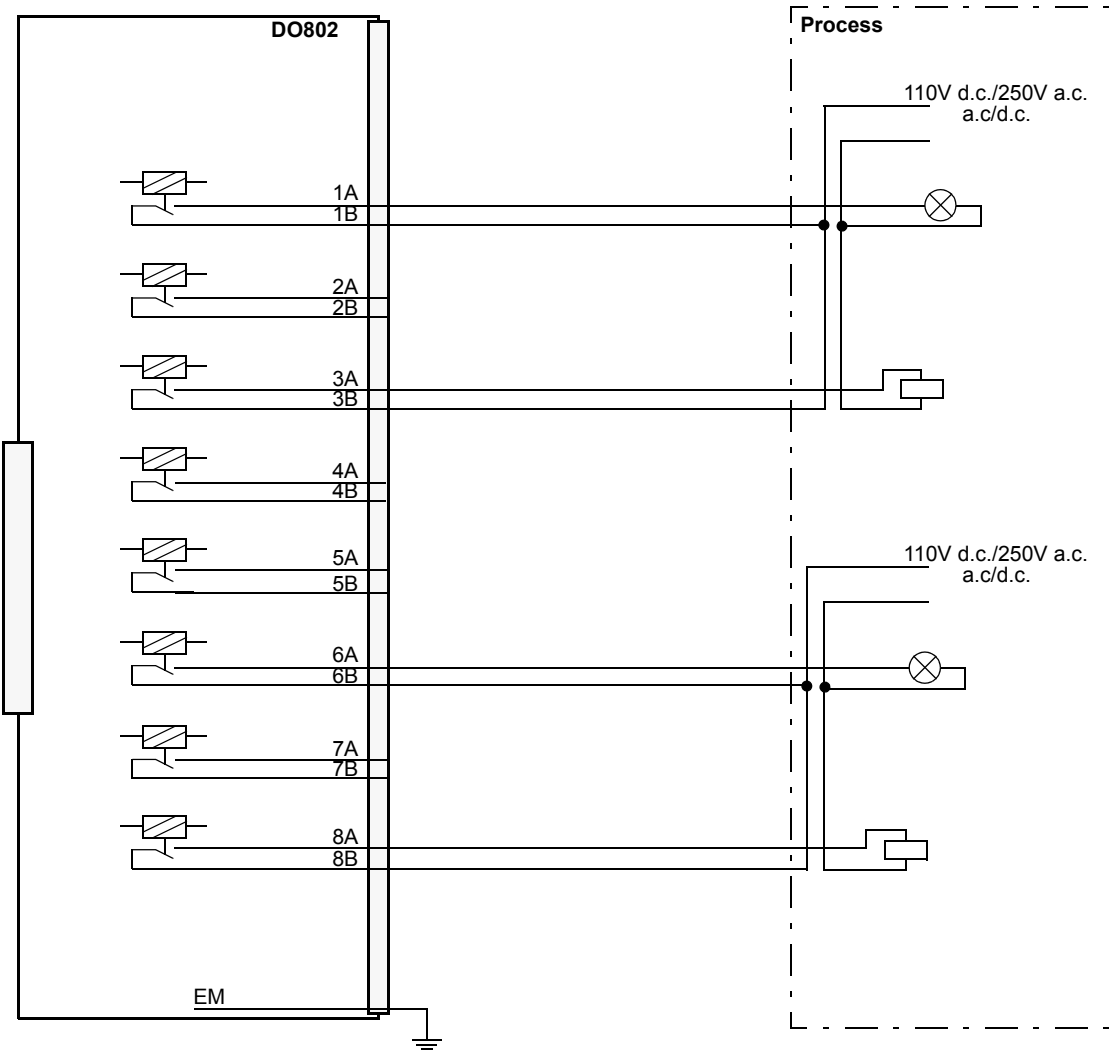 DO802
Process
110V d.c./250V a.c.
a.c/d.c.
1A
1B
2A
2B
3A
3B
4A
4B
5A
5B
110V d.c./250V a.c.
a.c/d.c.
6A
6B
7A
7B
8A
8B
EM